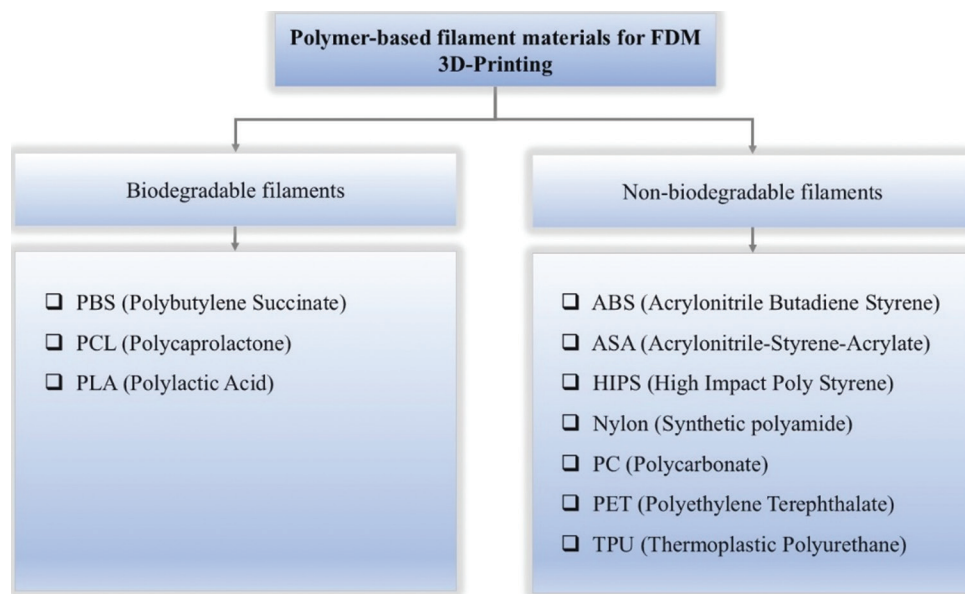 Polymer-based filament materials for FDM
3D-Printing
Biodegradable filaments
Non-biodegradable filaments
PBS (Polybutylene Succinate)
PCL (Polycaprolactone)
PLA (Polylactic Acid)
ABS (Acrylonitrile Butadiene Styrene)
ASA (Acrylonitrile-Styrene-Acrylate)
HIPS (High Impact Poly Styrene)
Nylon (Synthetic polyamide)
PC (Polycarbonate)
PET (Polyethylene Terephthalate)
TPU (Thermoplastic Polyurethane)